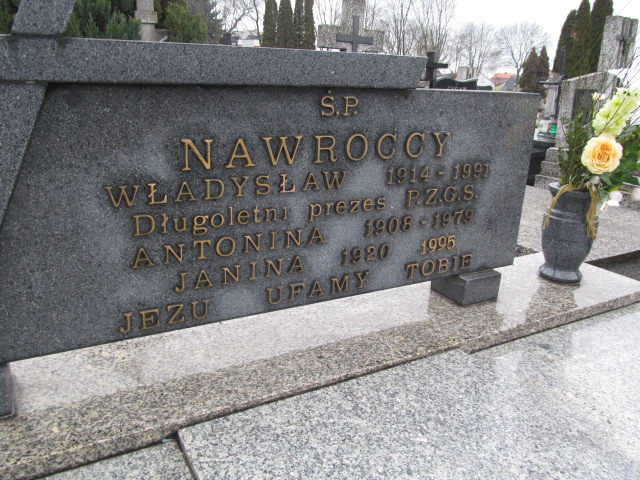 Ś.P.
NAWROCCY
WŁADYSŁAW 1914-1991
Długoletni prezes P.Z.G.S.
ANTONINA 1908-1979
JANINA 1920 1995
JEZU UFAMY TOBIE